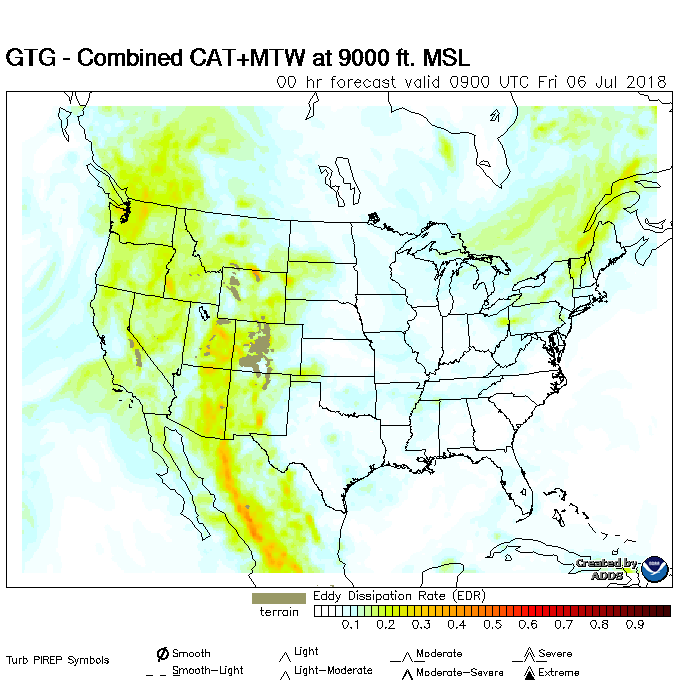 GTG - Combined CAT+MTW at 9000 ft. MSL
00 hr forecast valid 0900 UTC Fri 06 Jul 2018
Created by
ADDS
Eddy Dissipation Rate (EDR)
terrain
0.1 0.2 0.3 0.4 0.5 0.6 0.7 0.8 0.9
Turb PIREP Symbols
Smooth Light Moderate Severe
Smooth-Light Light-Moderate Moderate-Severe Extreme